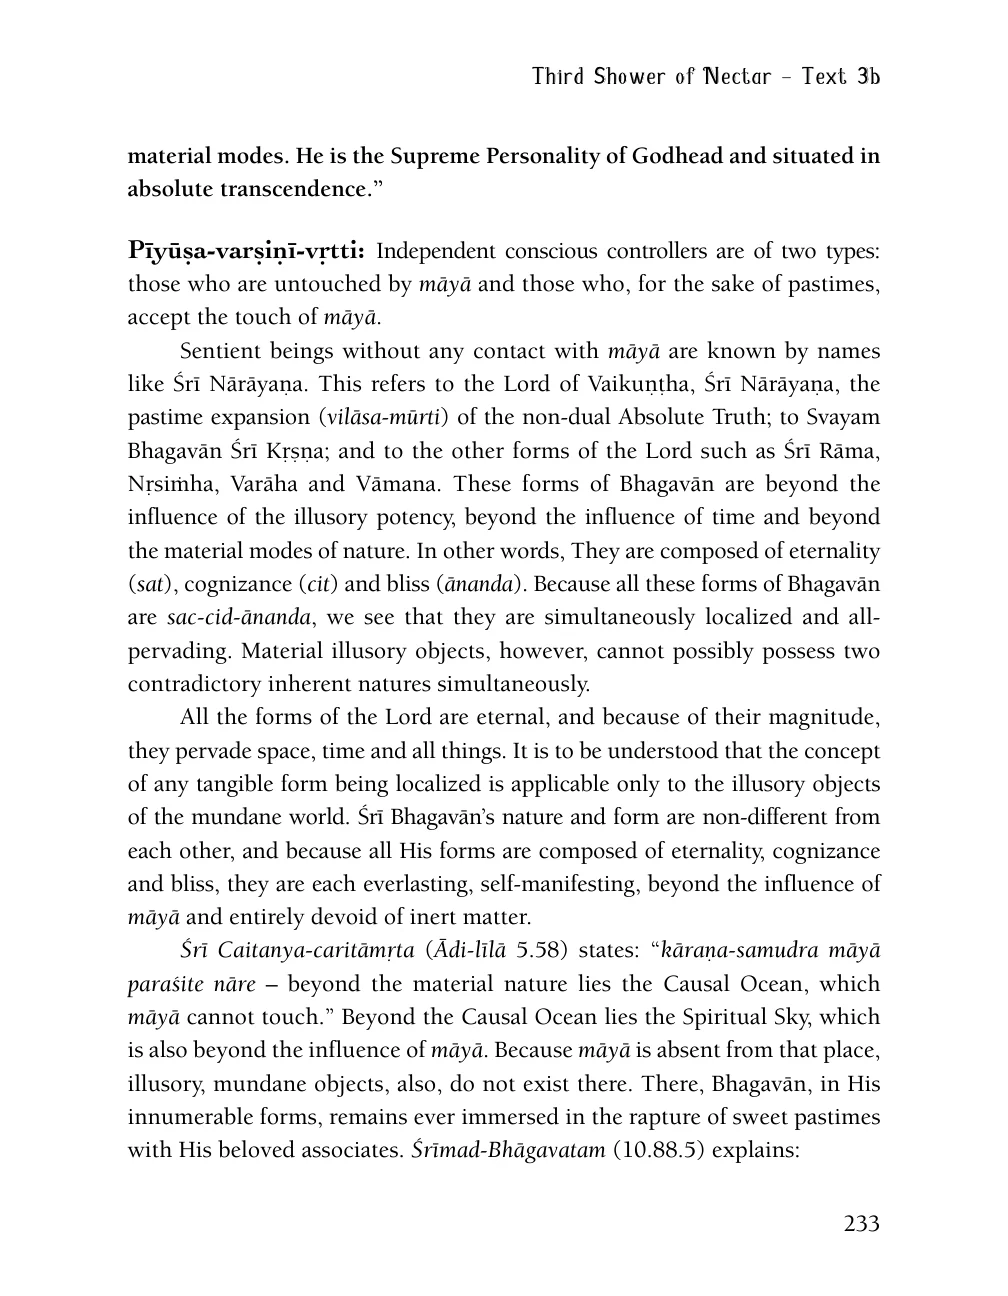 Third Shower of Nectar – Text 3b
material modes. He is the Supreme Personality of Godhead and situated in
absolute transcendence.”
Pīyūṣa-varṣiṇī-vṛtti: Independent conscious controllers are of two types:
those who are untouched by māyā and those who, for the sake of pastimes,
accept the touch of māyā.
Sentient beings without any contact with māyā are known by names
like Śrī Nārāyaṇa. This refers to the Lord of Vaikuṇṭha, Śrī Nārāyaṇa, the
pastime expansion (vilāsa-mūrti) of the non-dual Absolute Truth; to Svayam
Bhagavān Śrī Kṛṣṇa; and to the other forms of the Lord such as Śrī Rāma,
Nṛsiṁha, Varāha and Vāmana. These forms of Bhagavān are beyond the
influence of the illusory potency, beyond the influence of time and beyond
the material modes of nature. In other words, They are composed of eternality
(sat), cognizance (cit) and bliss (ānanda). Because all these forms of Bhagavān
are sac-cid-ānanda, we see that they are simultaneously localized and all-
pervading. Material illusory objects, however, cannot possibly possess two
contradictory inherent natures simultaneously.
All the forms of the Lord are eternal, and because of their magnitude,
they pervade space, time and all things. It is to be understood that the concept
of any tangible form being localized is applicable only to the illusory objects
of the mundane world. Śrī Bhagavān’s nature and form are non-different from
each other, and because all His forms are composed of eternality, cognizance
and bliss, they are each everlasting, self-manifesting, beyond the influence of
māyā and entirely devoid of inert matter.
Śrī Caitanya-caritāmṛta (Ādi-līlā 5.58) states: “kāraṇa-samudra māyā
paraśite nāre – beyond the material nature lies the Causal Ocean, which
māyā cannot touch.” Beyond the Causal Ocean lies the Spiritual Sky, which
is also beyond the influence of māyā. Because māyā is absent from that place,
illusory, mundane objects, also, do not exist there. There, Bhagavān, in His
innumerable forms, remains ever immersed in the rapture of sweet pastimes
with His beloved associates. Śrīmad-Bhāgavatam (10.88.5) explains:
233